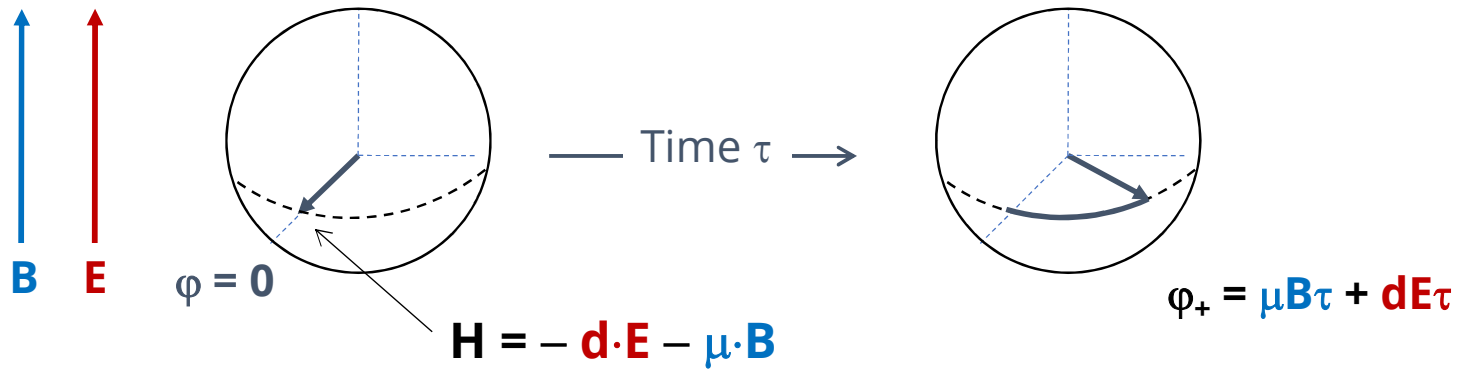 B
E
φ = 0
H = – d·E – μ·B
Time τ
φ₊ = μBτ + dEτ